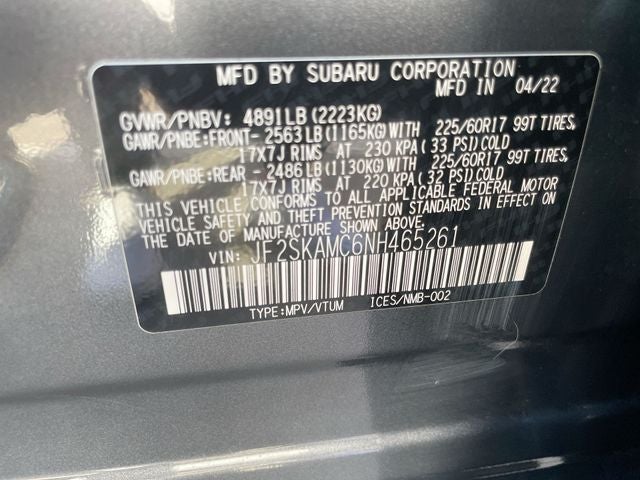 MFD BY SUBARU CORPORATION
MFD IN 04/22
GVWR/PNBV: 4891LB(2223KG)
GAWR/PNBE:FRONT- 2563LB(1165KG)WITH 225/60R17 99T TIRES,
17X7J RIMS AT 230 KPA(33 PSI)COLD
GAWR/PNBE:REAR - 2486LB(1130KG)WITH 225/60R17 99T TIRES,
17X7J RIMS AT 220 KPA(32 PSI)COLD
THIS VEHICLE CONFORMS TO ALL APPLICABLE FEDERAL MOTOR
VEHICLE SAFETY AND THEFT PREVENTION STANDARDS IN EFFECT
ON THE DATE OF MANUFACTURE SHOWN ABOVE.
VIN: JF2SKAMC6NH465261
TYPE:MPV/VTUM ICES/NMB-002